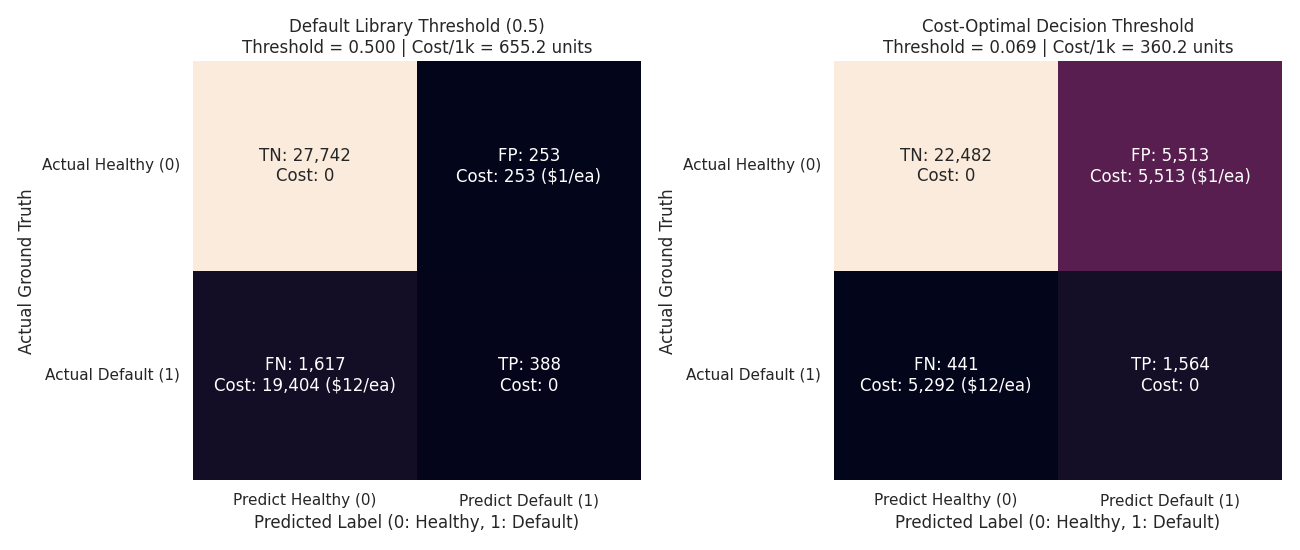 Default Library Threshold (0.5)
Threshold = 0.500 | Cost/1k = 655.2 units
Actual Ground Truth
Actual Healthy (0)
Actual Default (1)
TN: 27,742
Cost: 0
FP: 253
Cost: 253 ($1/ea)
FN: 1,617
Cost: 19,404 ($12/ea)
TP: 388
Cost: 0
Predict Healthy (0)
Predict Default (1)
Predicted Label (0: Healthy, 1: Default)
Cost-Optimal Decision Threshold
Threshold = 0.069 | Cost/1k = 360.2 units
Actual Ground Truth
Actual Healthy (0)
Actual Default (1)
TN: 22,482
Cost: 0
FP: 5,513
Cost: 5,513 ($1/ea)
FN: 441
Cost: 5,292 ($12/ea)
TP: 1,564
Cost: 0
Predict Healthy (0)
Predict Default (1)
Predicted Label (0: Healthy, 1: Default)